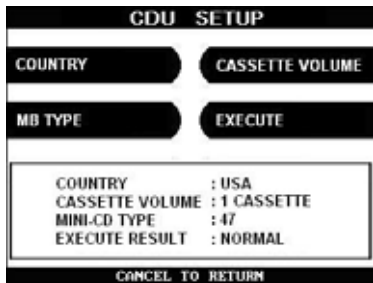 CDU SETUP
COUNTRY
CASSETTE VOLUME
MB TYPE
EXECUTE
COUNTRY : USA
CASSETTE VOLUME : 1 CASSETTE
MINI-CD TYPE : 47
EXECUTE RESULT : NORMAL
CANCEL TO RETURN